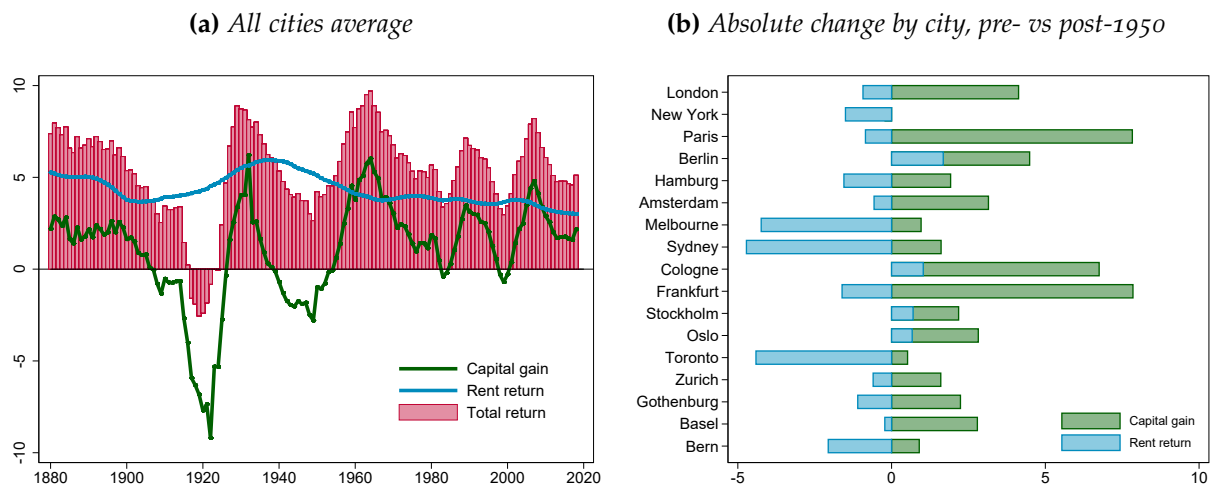 (a) All cities average
10
5
0
-5
-10
Capital gain
Rent return
Total return
1880 1900 1920 1940 1960 1980 2000 2020
(b) Absolute change by city, pre- vs post-1950
London
New York
Paris
Berlin
Hamburg
Amsterdam
Melbourne
Sydney
Cologne
Frankfurt
Stockholm
Oslo
Toronto
Zurich
Gothenburg
Basel
Bern
Capital gain
Rent return
-5 0 5 10